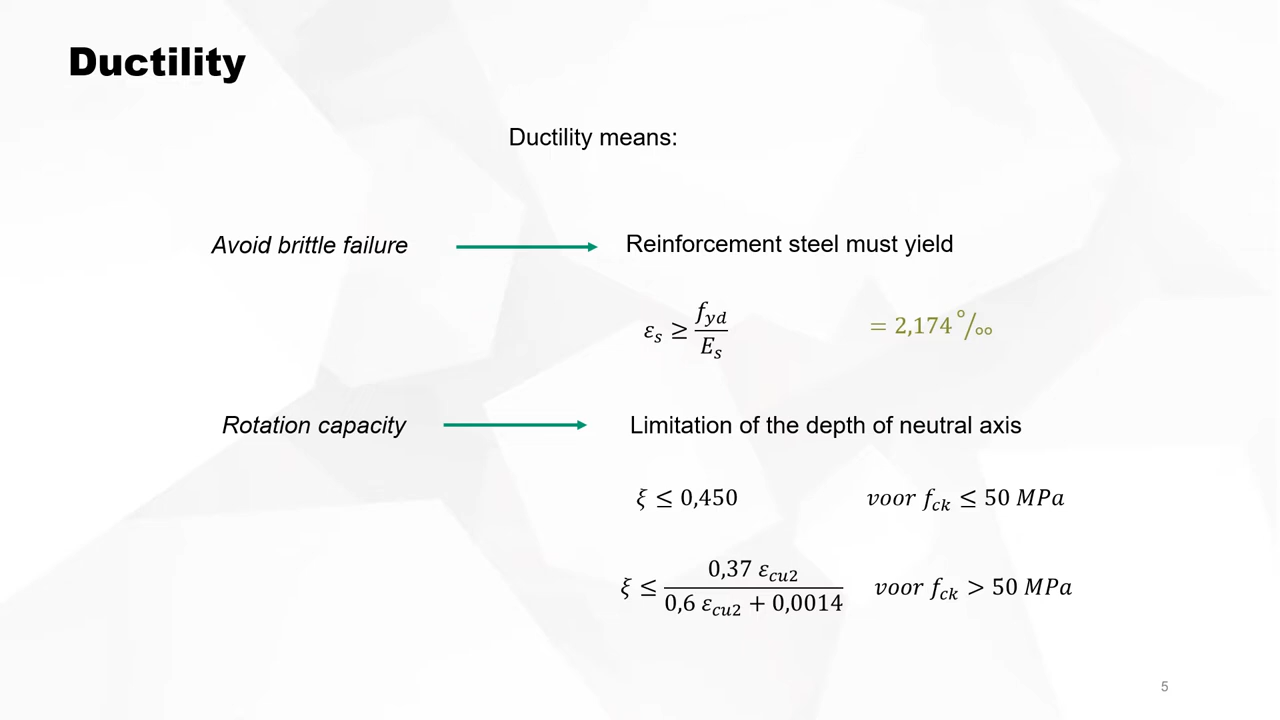 Ductility
Ductility means:
Avoid brittle failure
Reinforcement steel must yield
ε_s ≥ f_yd / E_s
= 2,174 °/oo
Rotation capacity
Limitation of the depth of neutral axis
ξ ≤ 0,450 voor f_ck ≤ 50 MPa
ξ ≤ 0,37 ε_cu2 / 0,6 ε_cu2 + 0,0014 voor f_ck > 50 MPa
5